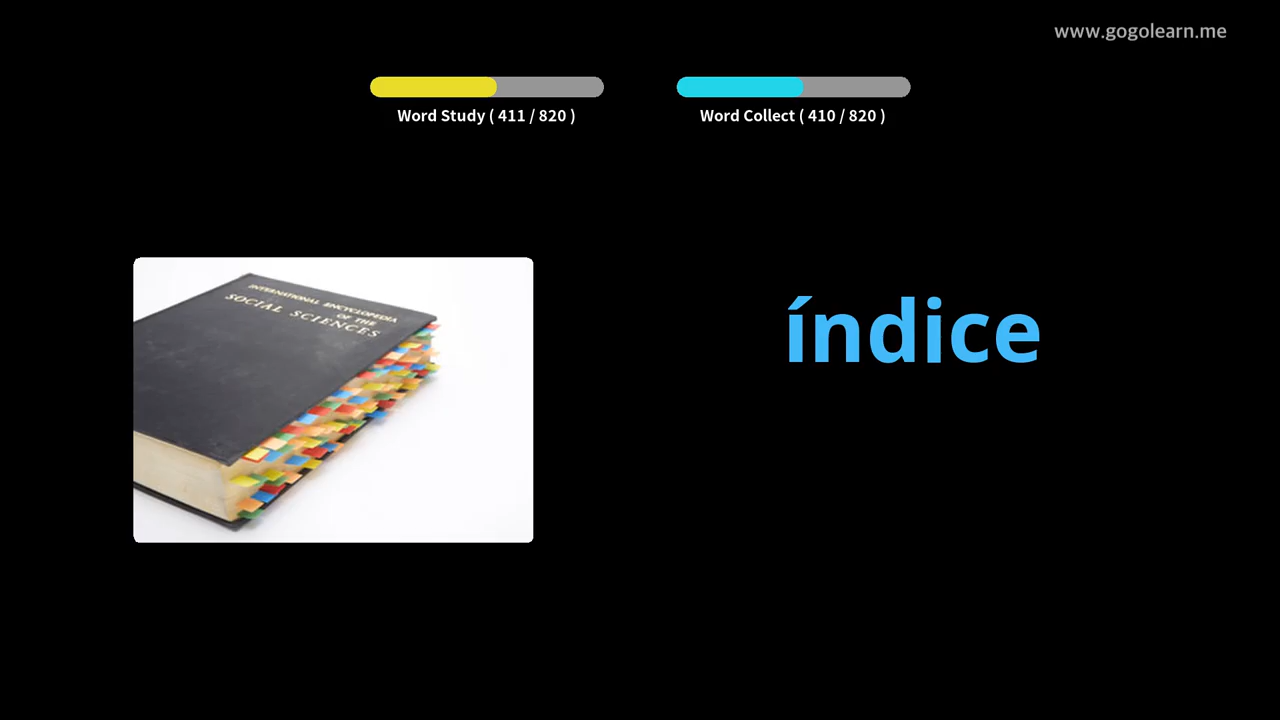 www.gogolearn.me
Word Study ( 411 / 820 )
Word Collect ( 410 / 820 )
INTERNATIONAL ENCYCLOPEDIA
OF THE
SOCIAL SCIENCES
índice